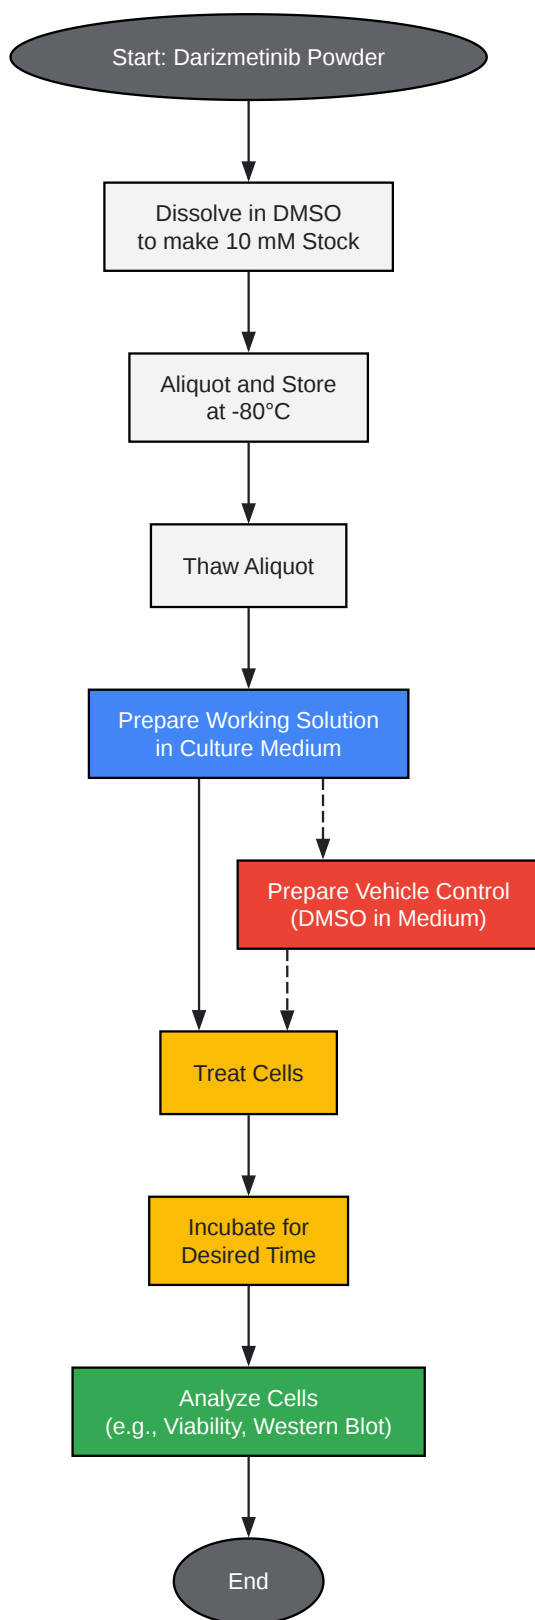 Start: Darizmetinib Powder
Dissolve in DMSO
to make 10 mM Stock
Aliquot and Store
at -80°C
Thaw Aliquot
Prepare Working Solution
in Culture Medium
Prepare Vehicle Control
(DMSO in Medium)
Treat Cells
Incubate for
Desired Time
Analyze Cells
(e.g., Viability, Western Blot)
End